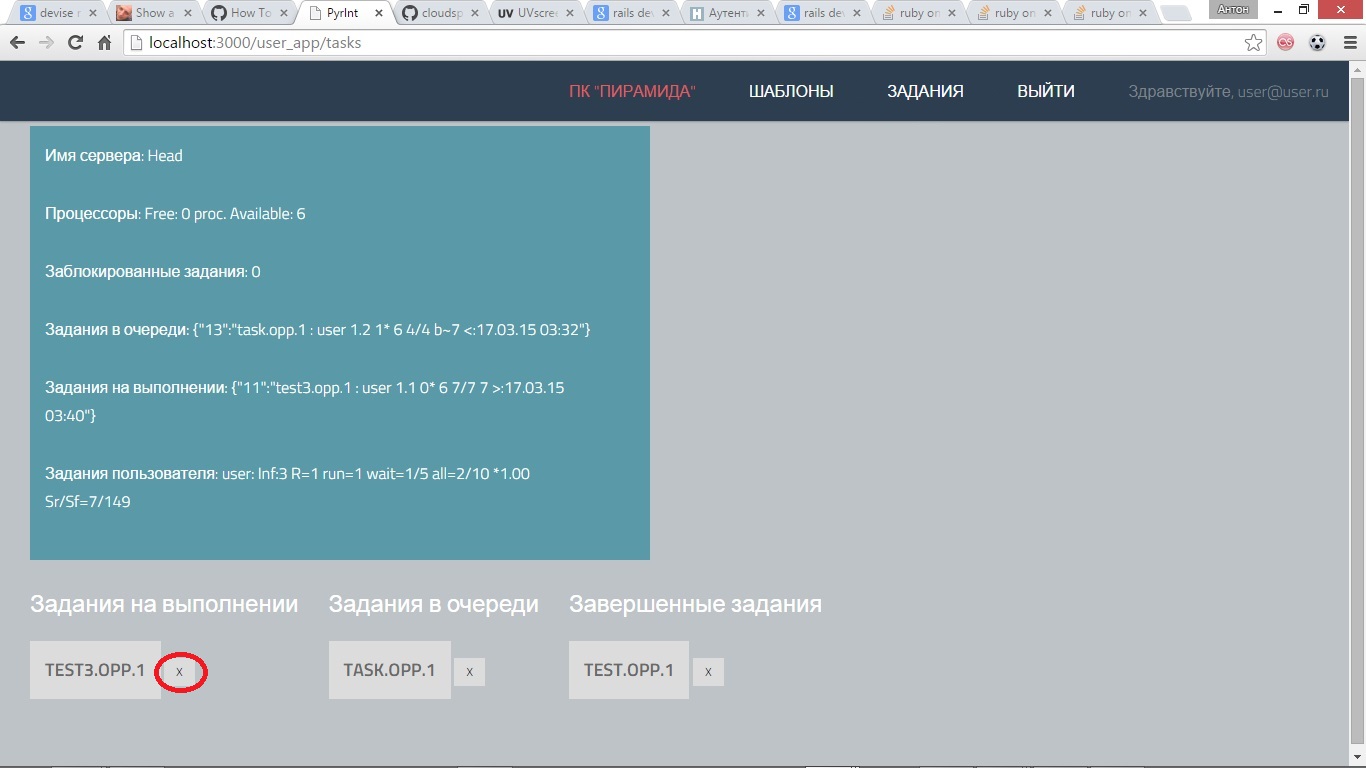 devise r
Show a
How To
PyrInt
cloudsp
UVscree
rails dev
Аутента
rails dev
ruby on
ruby on
ruby on
Антон
localhost:3000/user_app/tasks
ПК "ПИРАМИДА" ШАБЛОНЫ ЗАДАНИЯ ВЫЙТИ Здравствуйте, user@user.ru
Имя сервера: Head
Процессоры: Free: 0 proc. Available: 6
Заблокированные задания: 0
Задания в очереди: {"13":"task.opp.1 : user 1.2 1* 6 4/4 b~7 <:17.03.15 03:32"}
Задания на выполнении: {"11":"test3.opp.1 : user 1.1 0* 6 7/7 7 >:17.03.15
03:40"}
Задания пользователя: user: Inf:3 R=1 run=1 wait=1/5 all=2/10 *1.00
Sr/Sf=7/149
Задания на выполнении
TEST3.OPP.1 x
Задания в очереди
TASK.OPP.1 x
Завершенные задания
TEST.OPP.1 x